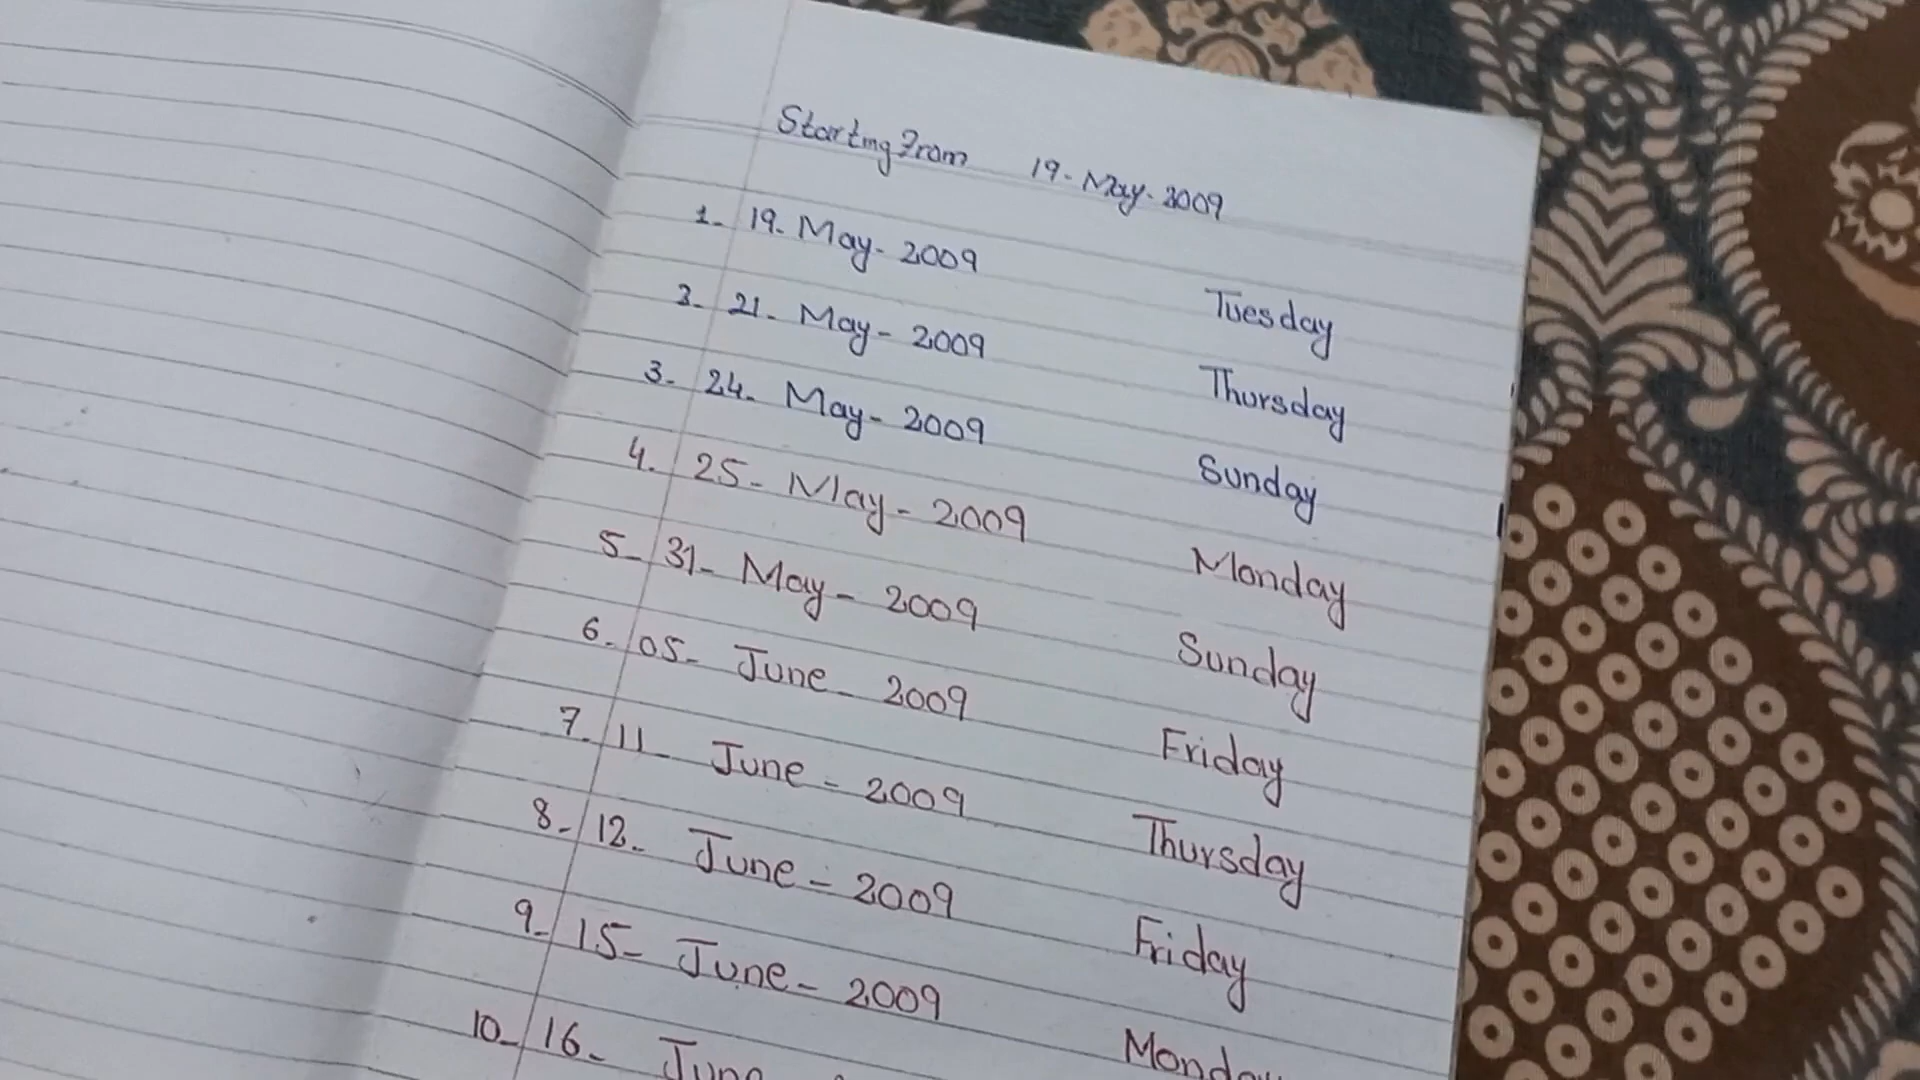 Starting From 19-May-2009
1- 19- May- 2009 Tuesday
2- 21- May- 2009 Thursday
3- 24- May- 2009 Sunday
4- 25- May- 2009 Monday
5- 31- May- 2009 Sunday
6- 05- June- 2009 Friday
7- 11- June- 2009 Thursday
8- 12- June- 2009 Friday
9- 15- June- 2009 Monday
10- 16- June